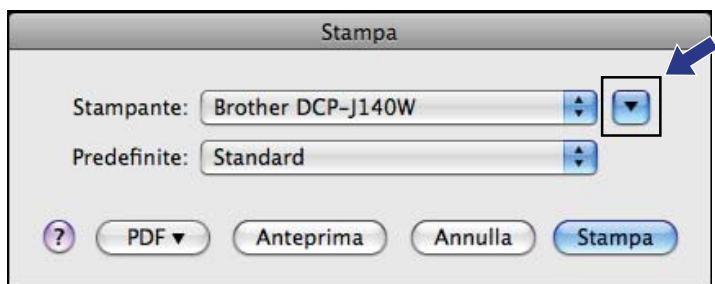 Stampa
Stampante: Brother DCP-J140W
Predefinite: Standard
? PDF ▼ Anteprima Annulla Stampa